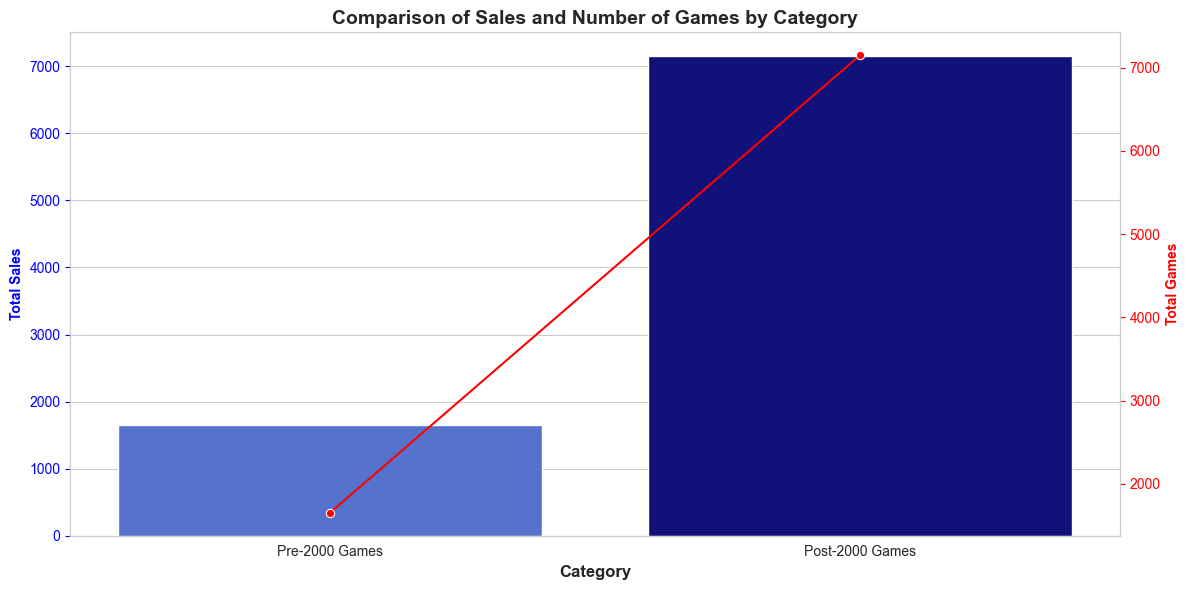 Comparison of Sales and Number of Games by Category
Total Sales
7000
6000
5000
4000
3000
2000
1000
0
Pre-2000 Games
Post-2000 Games
Category
7000
6000
5000
4000
3000
2000
Total Games